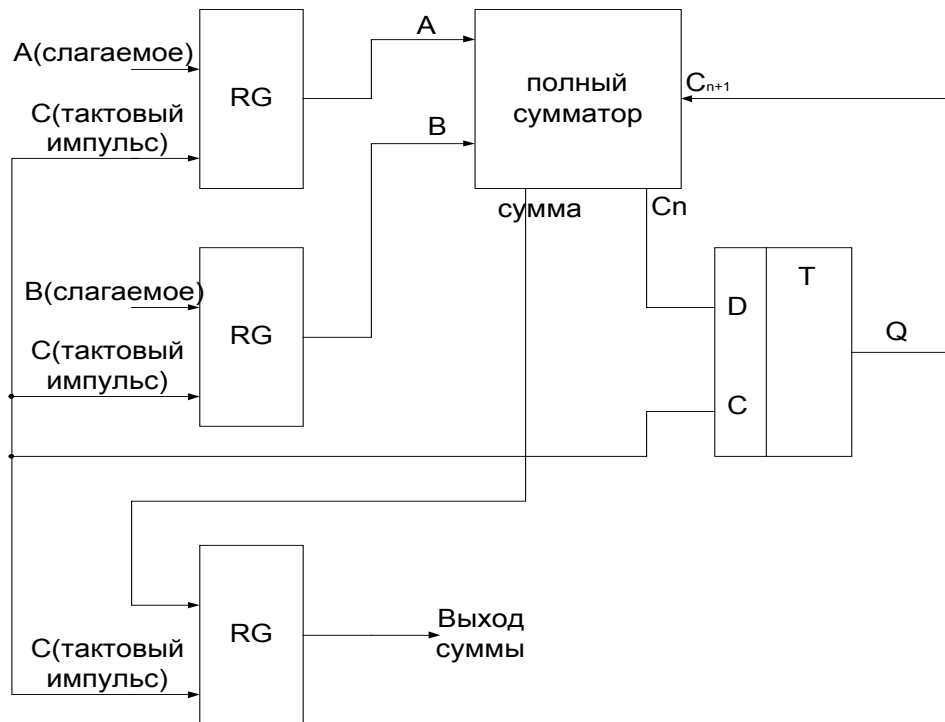 A(слагаемое)
C(тактовый
импульс)
RG
A
B
полный
сумматор
Cn+1
сумма
Cn
B(слагаемое)
C(тактовый
импульс)
RG
D
C
T
Q
C(тактовый
импульс)
RG
Выход
суммы